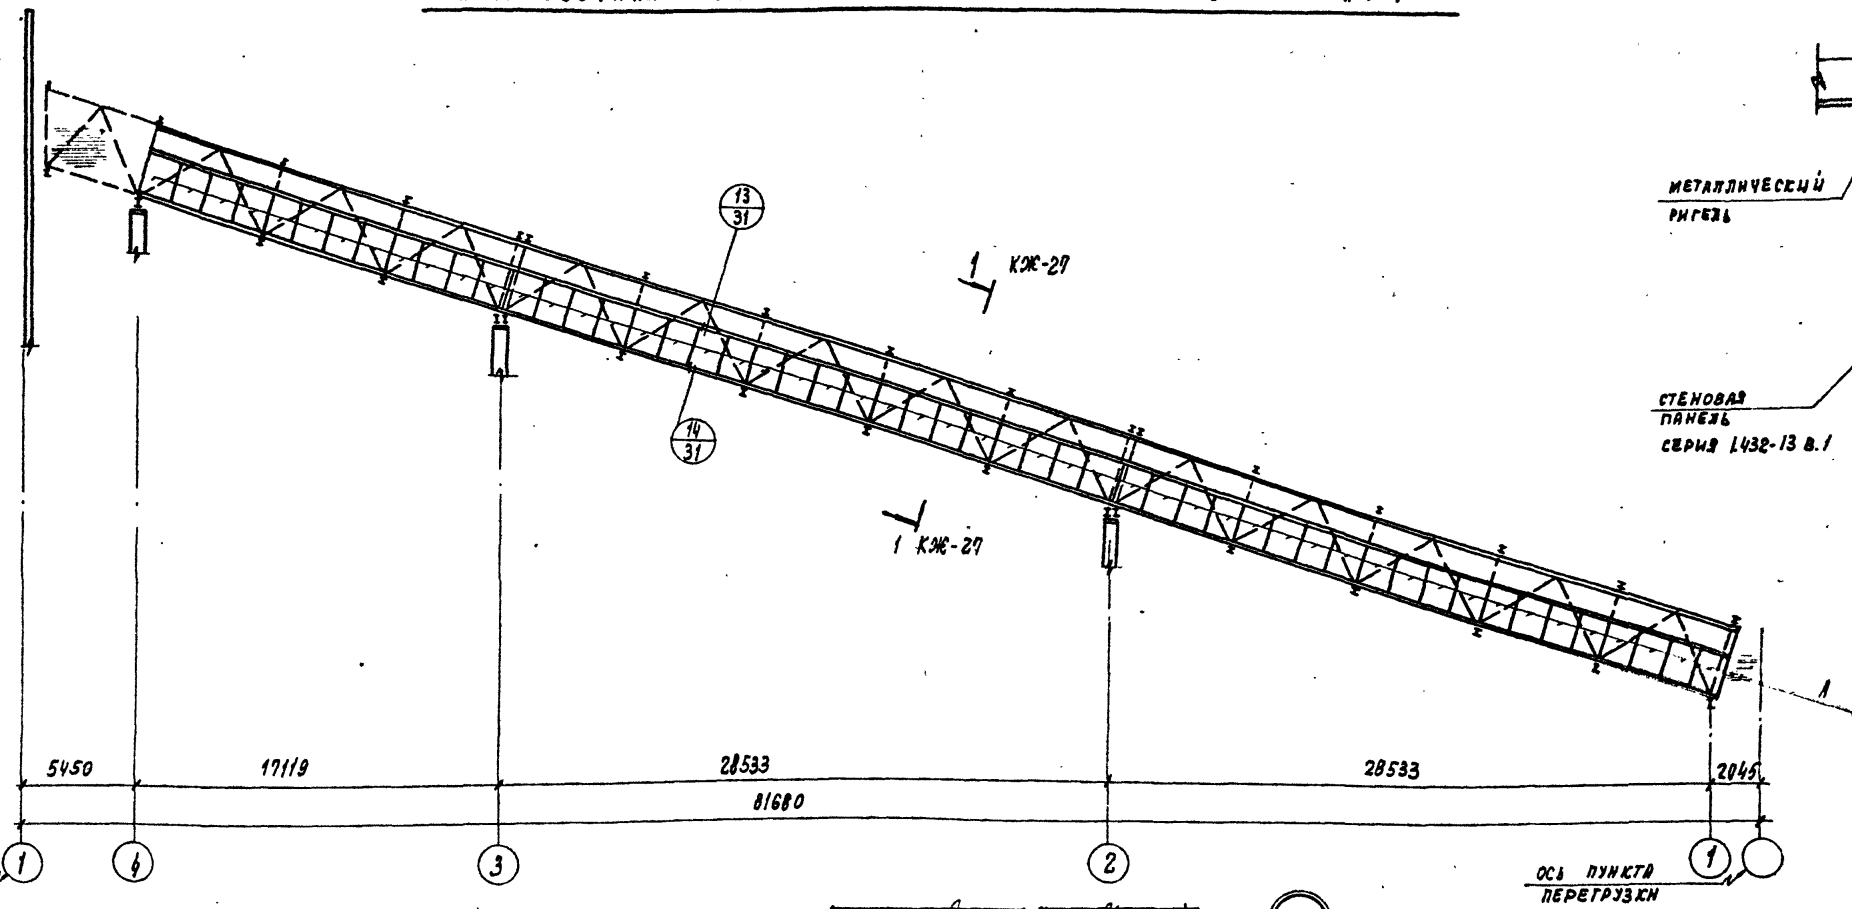 МЕТАЛЛИЧЕСКИЙ
РИГЕЛЬ
13
31
1 КЖ-27
СТЕНОВАЯ
ПАНЕЛЬ
СЕРИЯ 1.432-13 В.1
14
31
1 КЖ-27
А
5450
17119
28533
28533
2045
81680
1
4
3
2
1
ОСЬ ПУНКТА
ПЕРЕГРУЗКИ